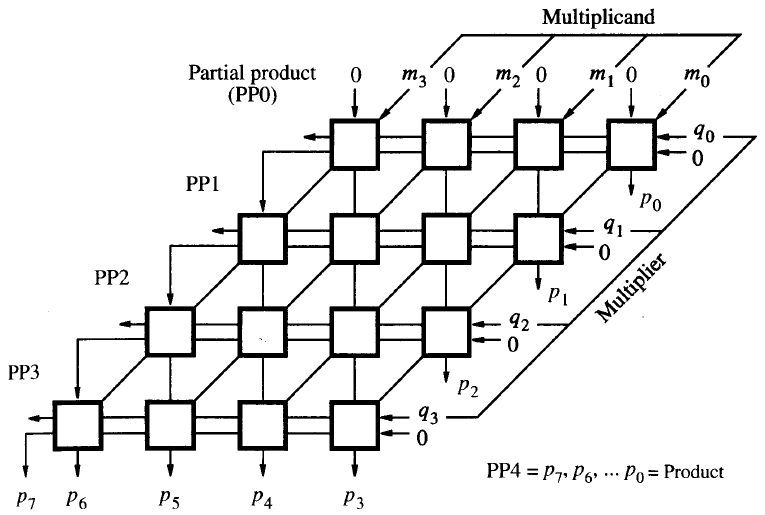 Multiplicand
Partial product 0 m3 0 m2 0 m1 0 m0
(PP0)
q0
0
PP1
p0
q1
0
PP2
p1
Multiplier
q2
0
PP3
p2
q3
0
PP4 = p7, p6, ... p0 = Product
p7 p6 p5 p4 p3